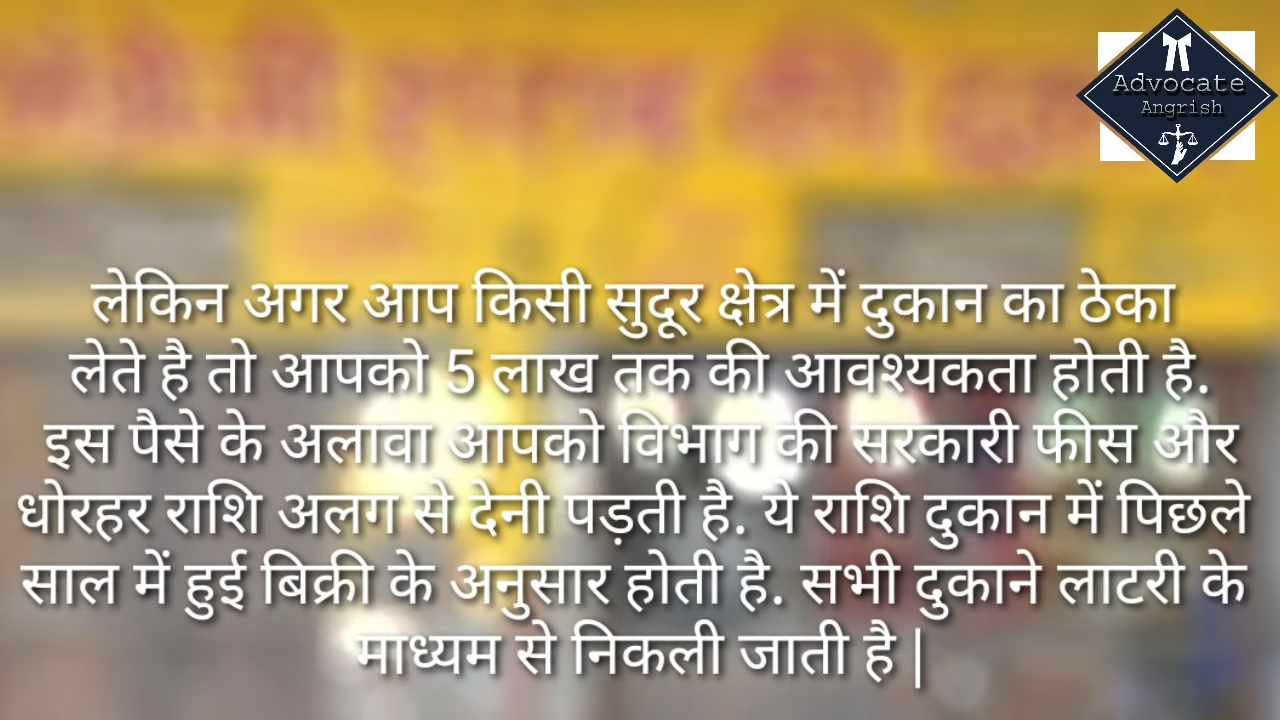 Advocate
Angrish
लेकिन अगर आप किसी सुदूर क्षेत्र में दुकान का ठेका
लेते है तो आपको 5 लाख तक की आवश्यकता होती है.
इस पैसे के अलावा आपको विभाग की सरकारी फीस और
धोरहर राशि अलग से देनी पड़ती है. ये राशि दुकान में पिछले
साल में हुई बिक्री के अनुसार होती है. सभी दुकाने लाटरी के
माध्यम से निकली जाती है |